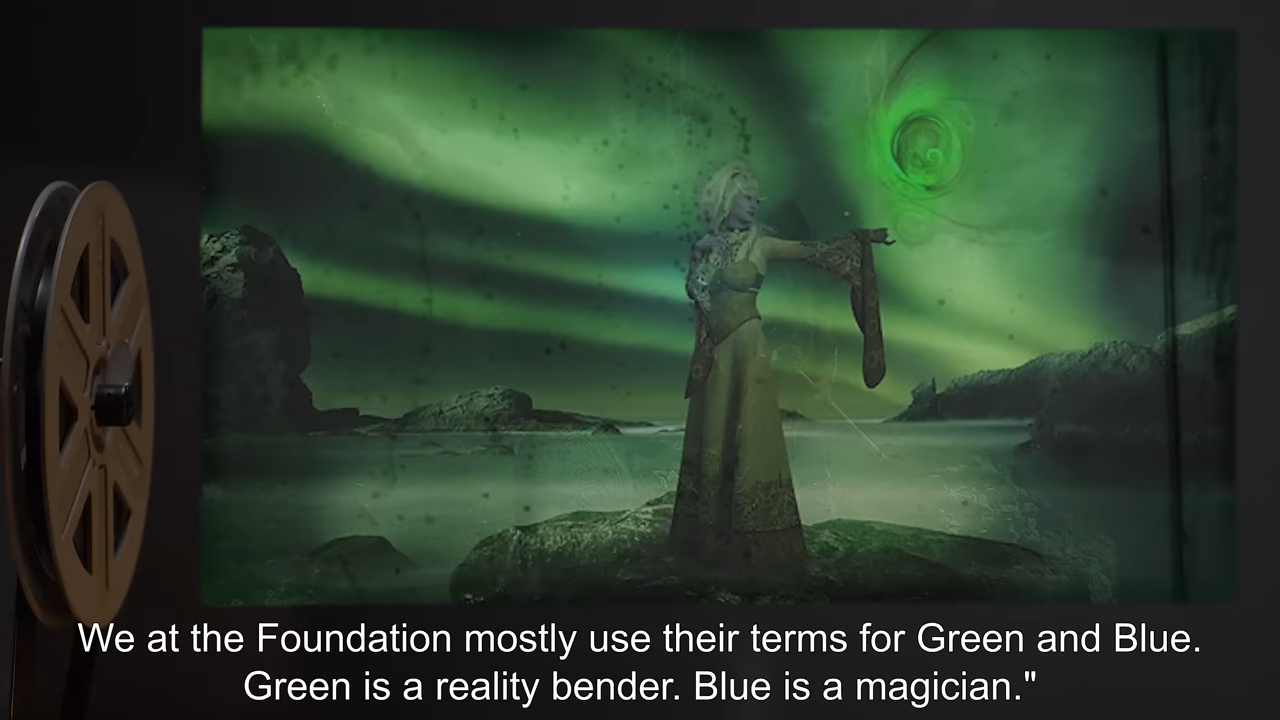 We at the Foundation mostly use their terms for Green and Blue.
Green is a reality bender. Blue is a magician."